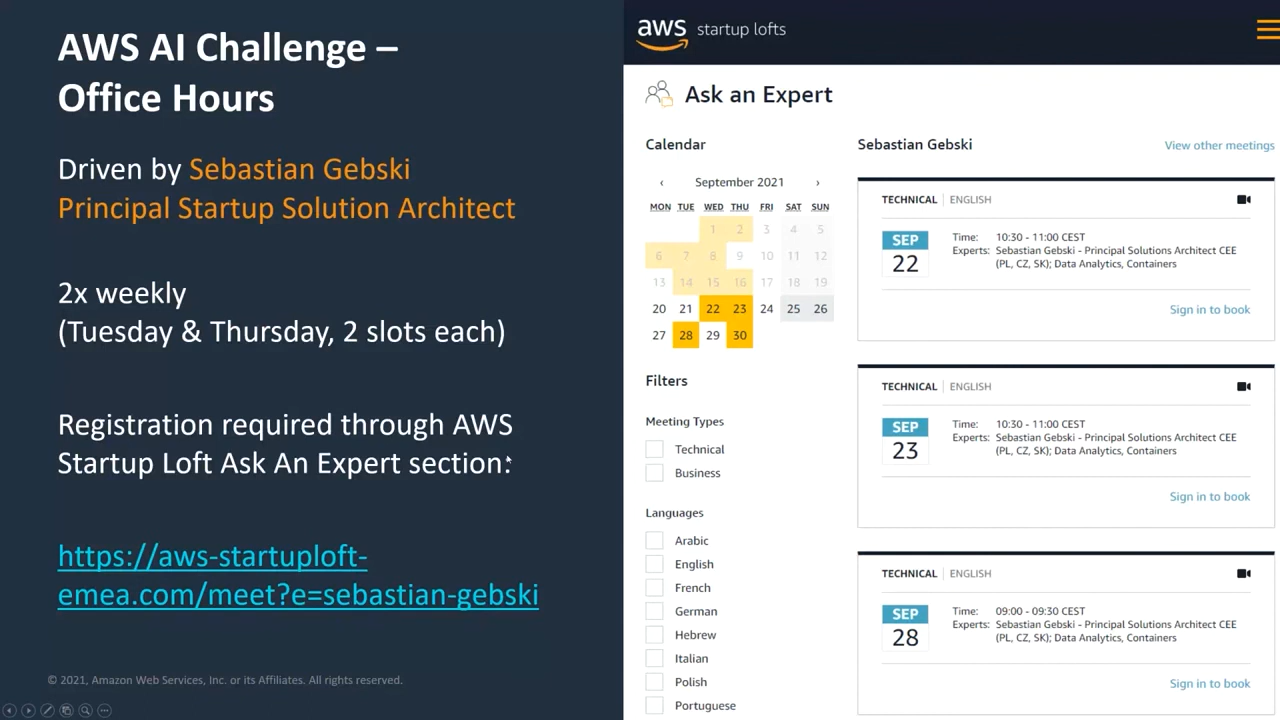 AWS AI Challenge –
Office Hours
Driven by Sebastian Gebski
Principal Startup Solution Architect
2x weekly
(Tuesday & Thursday, 2 slots each)
Registration required through AWS
Startup Loft Ask An Expert section:
https://aws-startuploft-
emea.com/meet?e=sebastian-gebski
© 2021, Amazon Web Services, Inc. or its Affiliates. All rights reserved.
aws startup lofts
Ask an Expert
Calendar
‹ September 2021 ›
MON TUE WED THU FRI SAT SUN
1 2 3 4 5
6 7 8 9 10 11 12
13 14 15 16 17 18 19
20 21 22 23 24 25 26
27 28 29 30
Filters
Meeting Types
Technical
Business
Languages
Arabic
English
French
German
Hebrew
Italian
Polish
Portuguese
Sebastian Gebski
View other meetings
TECHNICAL | ENGLISH
SEP
22
Time: 10:30 - 11:00 CEST
Experts: Sebastian Gebski - Principal Solutions Architect CEE
(PL, CZ, SK); Data Analytics, Containers
Sign in to book
TECHNICAL | ENGLISH
SEP
23
Time: 10:30 - 11:00 CEST
Experts: Sebastian Gebski - Principal Solutions Architect CEE
(PL, CZ, SK); Data Analytics, Containers
Sign in to book
TECHNICAL | ENGLISH
SEP
28
Time: 09:00 - 09:30 CEST
Experts: Sebastian Gebski - Principal Solutions Architect CEE
(PL, CZ, SK); Data Analytics, Containers
Sign in to book